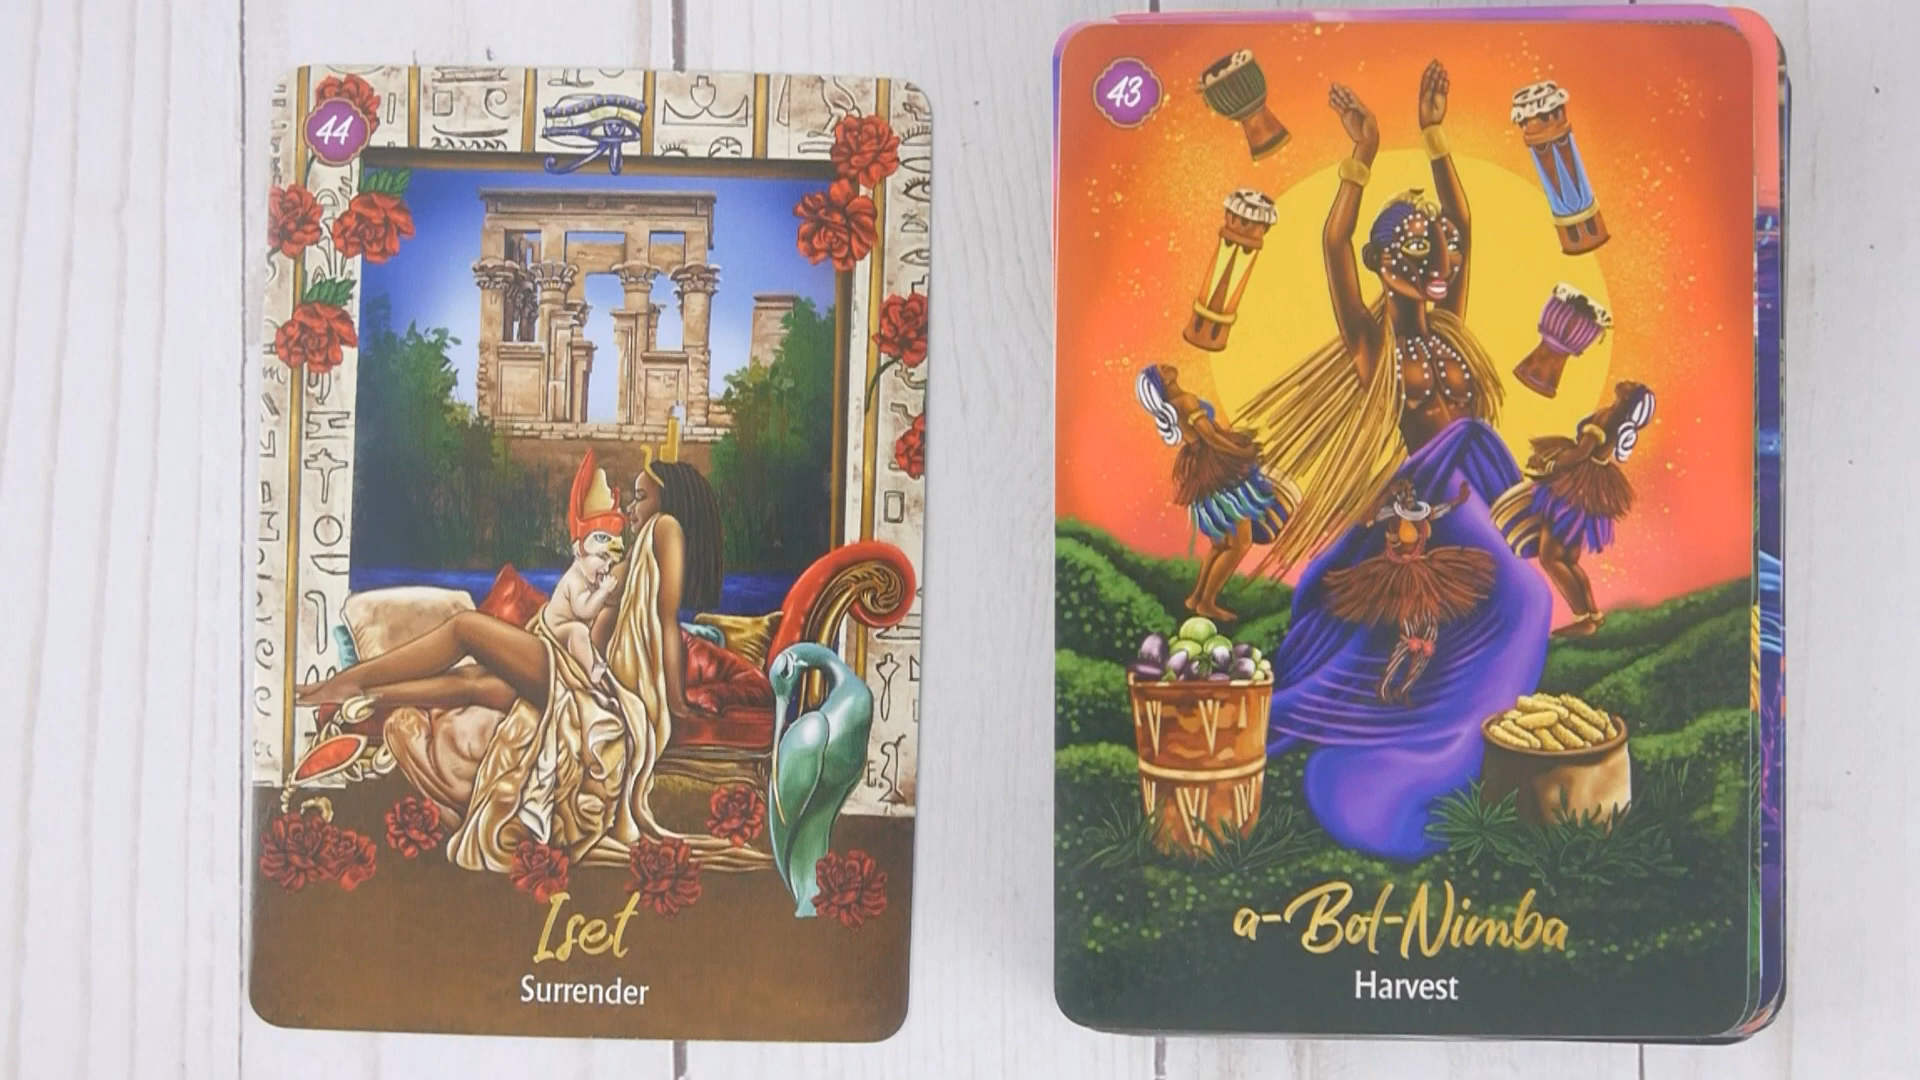 44
Iset
Surrender
43
a-Bol-Nimba
Harvest